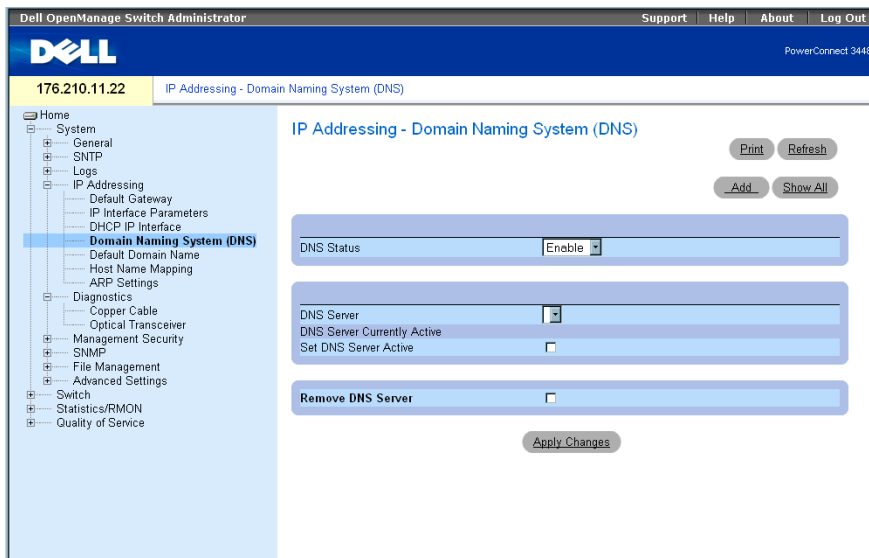 Dell OpenManage Switch Administrator
Support | Help | About | Log Out
DELL
PowerConnect 3448
176.210.11.22
IP Addressing - Domain Naming System (DNS)
Home
System
General
SNTP
Logs
IP Addressing
Default Gateway
IP Interface Parameters
DHCP IP Interface
Domain Naming System (DNS)
Default Domain Name
Host Name Mapping
ARP Settings
Diagnostics
Copper Cable
Optical Transceiver
Management Security
SNMP
File Management
Advanced Settings
Switch
Statistics/RMON
Quality of Service
IP Addressing - Domain Naming System (DNS)
Print Refresh
Add Show All
DNS Status Enable
DNS Server
DNS Server Currently Active
Set DNS Server Active
Remove DNS Server
Apply Changes